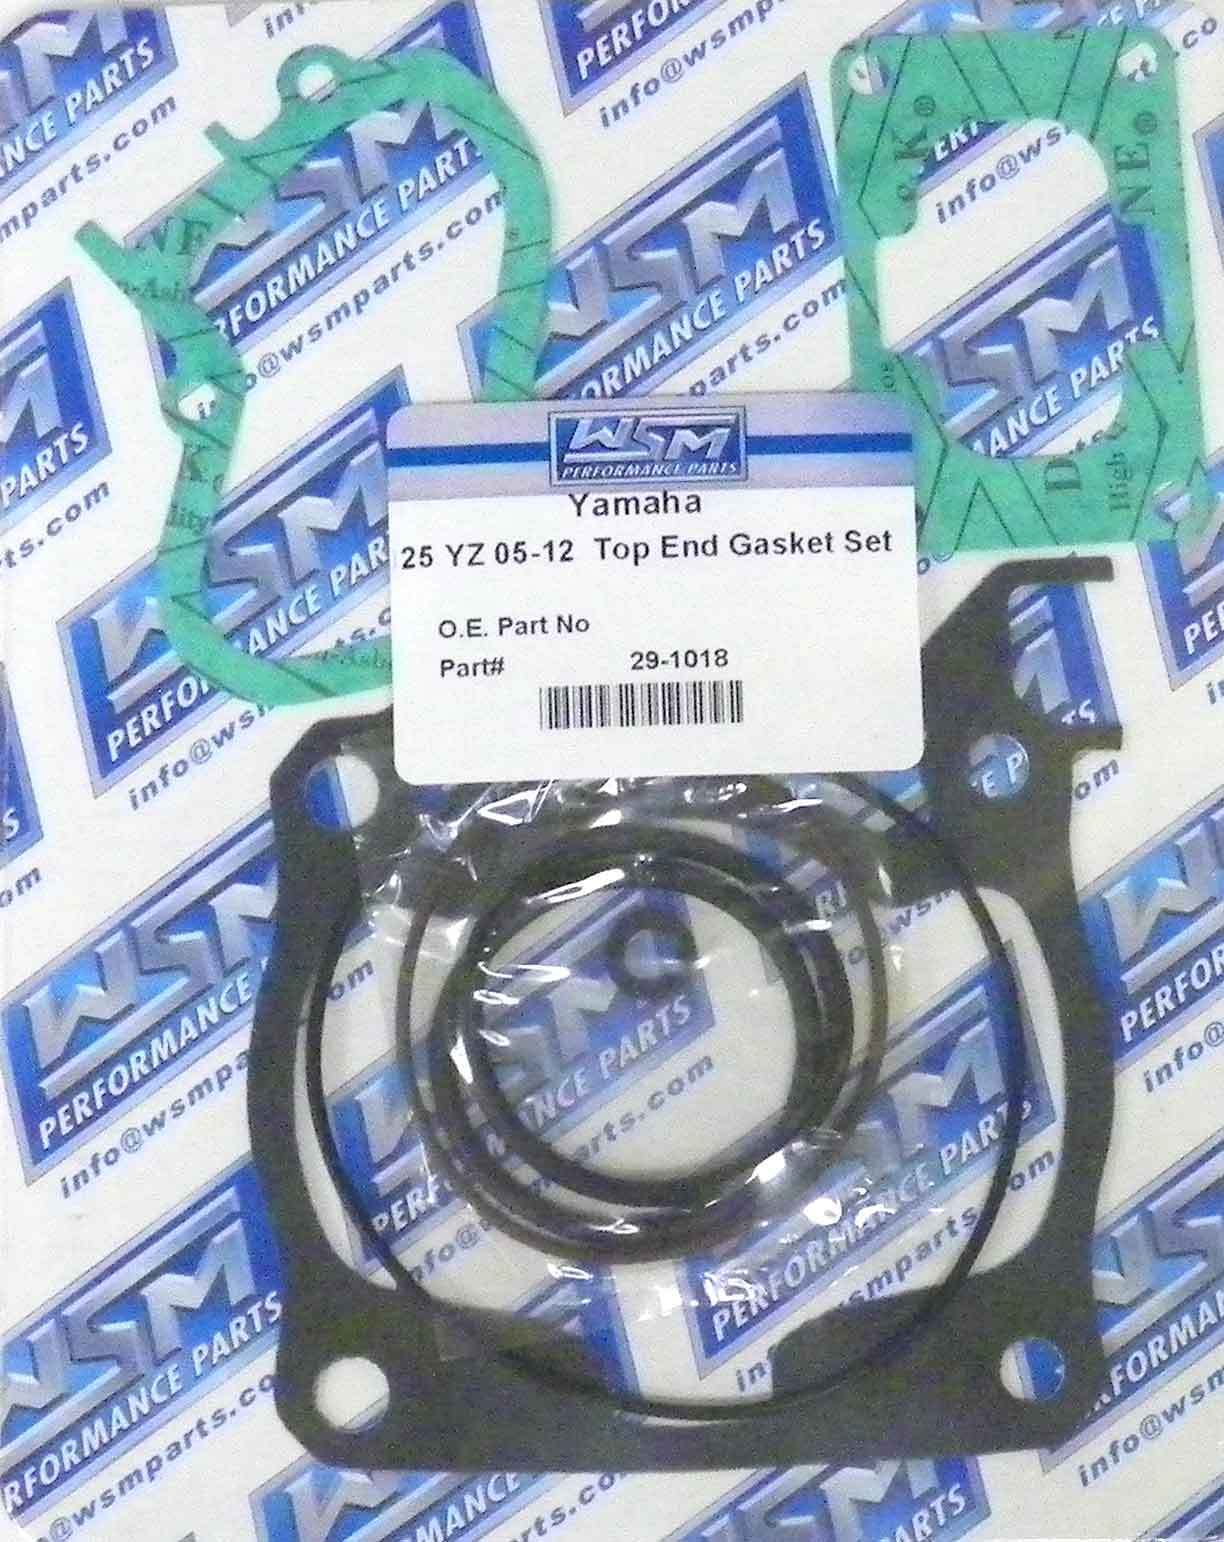 WSM
PERFORMANCE PARTS
Yamaha
25 YZ 05-12 Top End Gasket Set
O.E. Part No
Part# 29-1018
WSM
PERFORMANCE PARTS
info@wsmparts.com